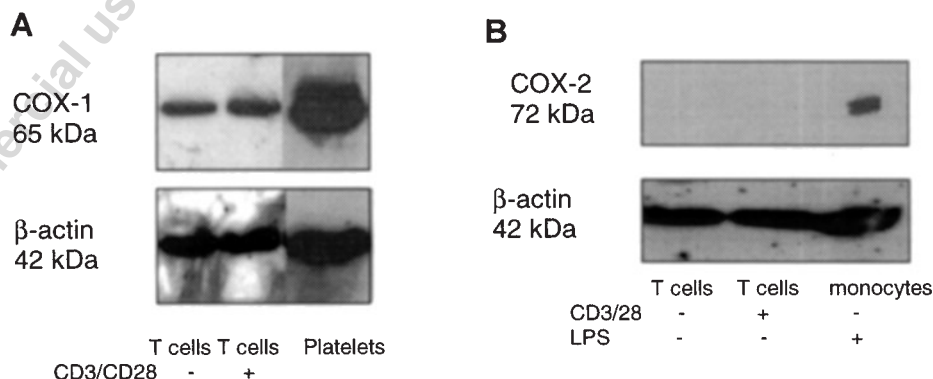 A
COX-1
65 kDa
β-actin
42 kDa
T cells T cells Platelets
CD3/CD28 - +
B
COX-2
72 kDa
β-actin
42 kDa
T cells T cells monocytes
CD3/28 - + -
LPS - - +